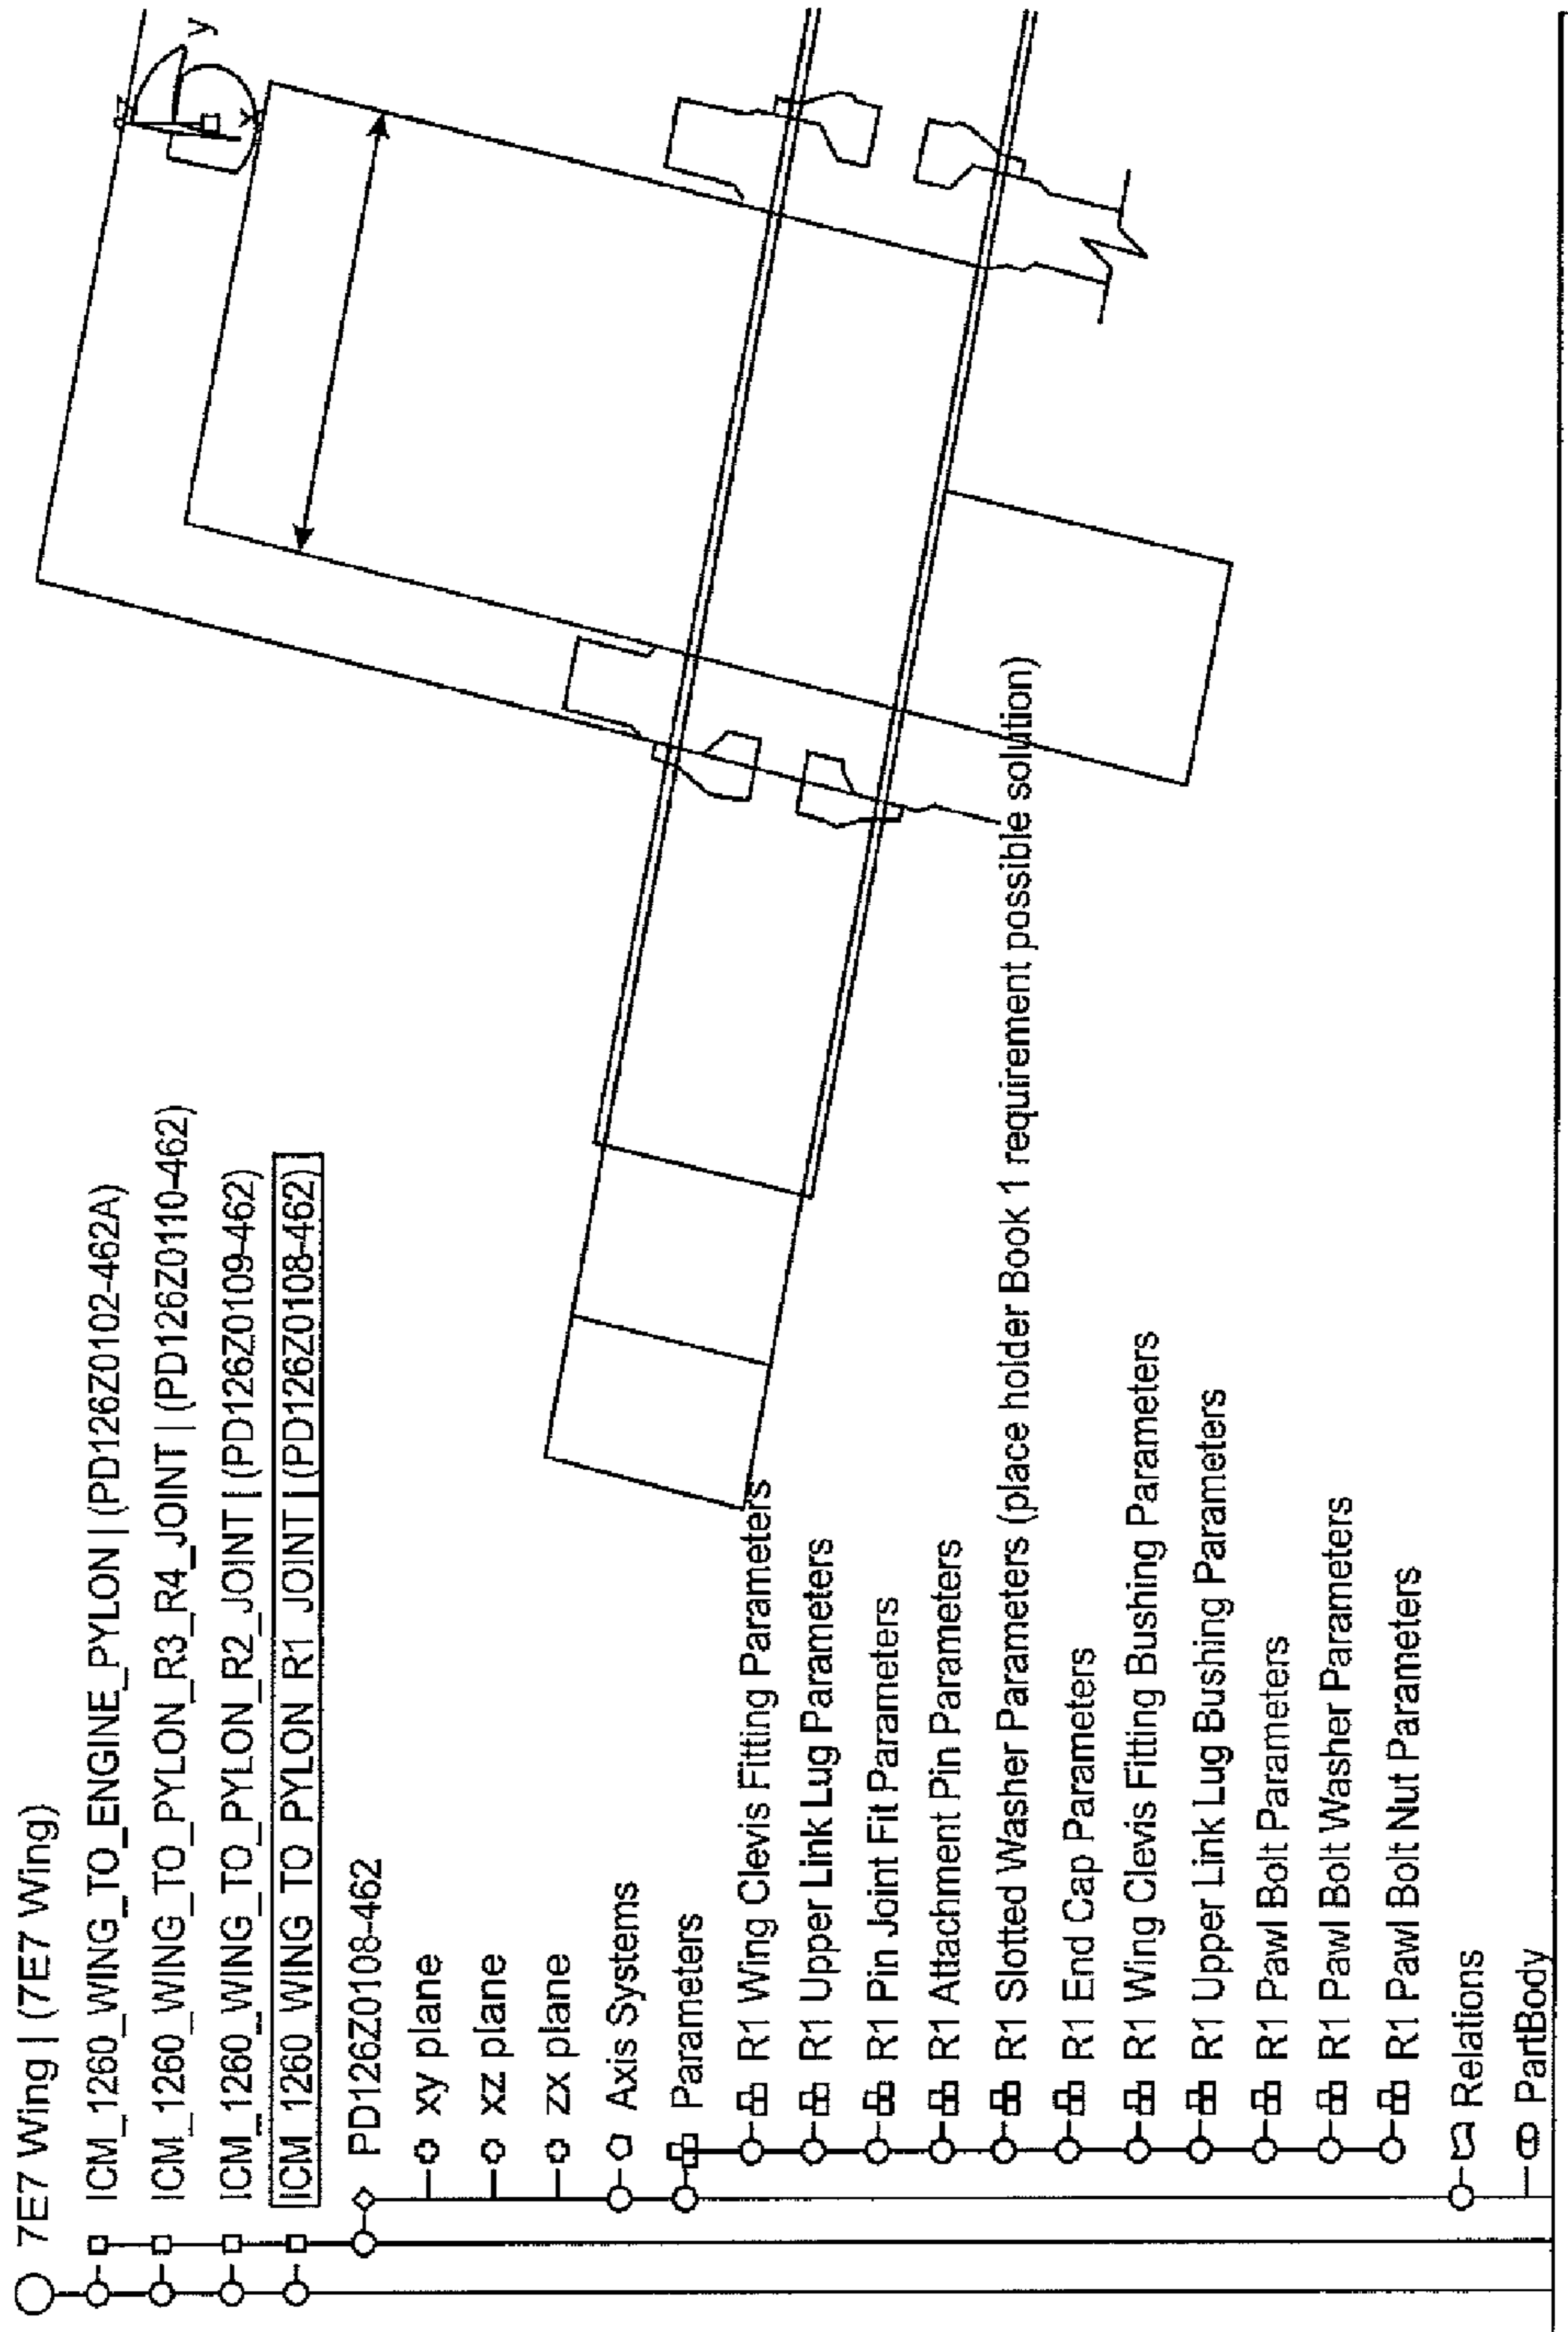 7E7 Wing | (7E7 Wing)
ICM_1260_WING_TO_ENGINE_PYLON | (PD126Z0102-462A)
ICM_1260_WING_TO_PYLON_R3_R4_JOINT | (PD126Z0110-462)
ICM_1260_WING_TO_PYLON_R2_JOINT | (PD126Z0109-462)
ICM_1260_WING_TO_PYLON_R1_JOINT | (PD126Z0108-462)
PD126Z0108-462
xy plane
xz plane
zx plane
Axis Systems
Parameters
R1 Wing Clevis Fitting Parameters
R1 Upper Link Lug Parameters
R1 Pin Joint Fit Parameters
R1 Attachment Pin Parameters
R1 Slotted Washer Parameters (place holder Book 1 requirement possible solution)
R1 End Cap Parameters
R1 Wing Clevis Fitting Bushing Parameters
R1 Upper Link Lug Bushing Parameters
R1 Pawl Bolt Parameters
R1 Pawl Bolt Washer Parameters
R1 Pawl Bolt Nut Parameters
Relations
PartBody
y
x